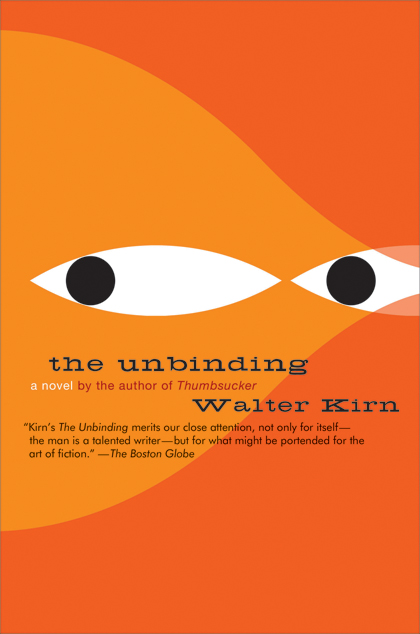 the unbinding
a novel by the author of Thumbsucker
Walter Kirn
“Kirn’s The Unbinding merits our close attention, not only for itself—
the man is a talented writer—but for what might be portended for the
art of fiction.” —The Boston Globe